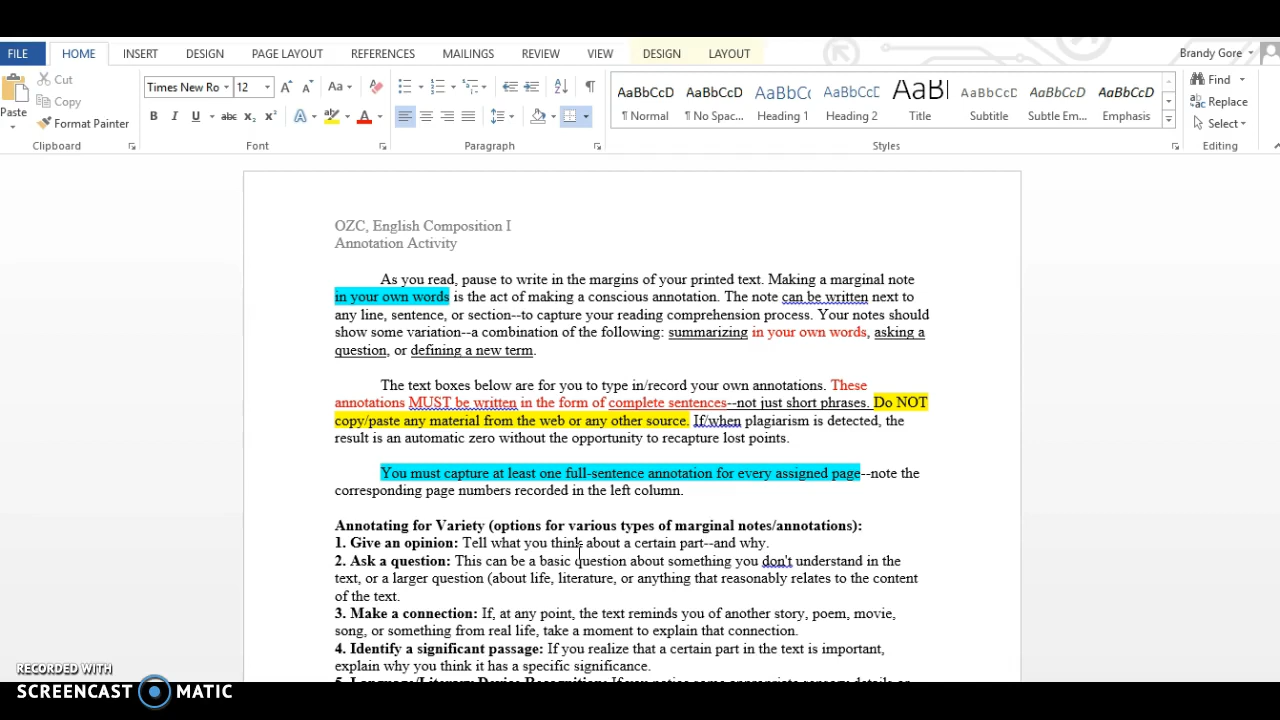 FILE HOME INSERT DESIGN PAGE LAYOUT REFERENCES MAILINGS REVIEW VIEW DESIGN LAYOUT Brandy Gore
Cut
Copy
Paste
Format Painter
Clipboard
Times New Ro 12
Aa
B I U abc X₂ X²
A A
Font
Paragraph
AaBbCcD AaBbCcD AaBbCc AaBbCcD AaBl AaBbCcD AaBbCcD AaBbCcD
¶ Normal ¶ No Spac... Heading 1 Heading 2 Title Subtitle Subtle Em... Emphasis
Styles
Find
Replace
Select
Editing
OZC, English Composition I
Annotation Activity
As you read, pause to write in the margins of your printed text. Making a marginal note
in your own words is the act of making a conscious annotation. The note can be written next to
any line, sentence, or section--to capture your reading comprehension process. Your notes should
show some variation--a combination of the following: summarizing in your own words, asking a
question, or defining a new term.
The text boxes below are for you to type in/record your own annotations. These
annotations MUST be written in the form of complete sentences--not just short phrases. Do NOT
copy/paste any material from the web or any other source. If/when plagiarism is detected, the
result is an automatic zero without the opportunity to recapture lost points.
You must capture at least one full-sentence annotation for every assigned page--note the
corresponding page numbers recorded in the left column.
Annotating for Variety (options for various types of marginal notes/annotations):
1. Give an opinion: Tell what you think about a certain part--and why.
2. Ask a question: This can be a basic question about something you don't understand in the
text, or a larger question (about life, literature, or anything that reasonably relates to the content
of the text.
3. Make a connection: If, at any point, the text reminds you of another story, poem, movie,
song, or something from real life, take a moment to explain that connection.
4. Identify a significant passage: If you realize that a certain part in the text is important,
explain why you think it has a specific significance.
5. Language/Literary Device Recognition: If you notice some
RECORDED WITH
SCREENCAST MATIC